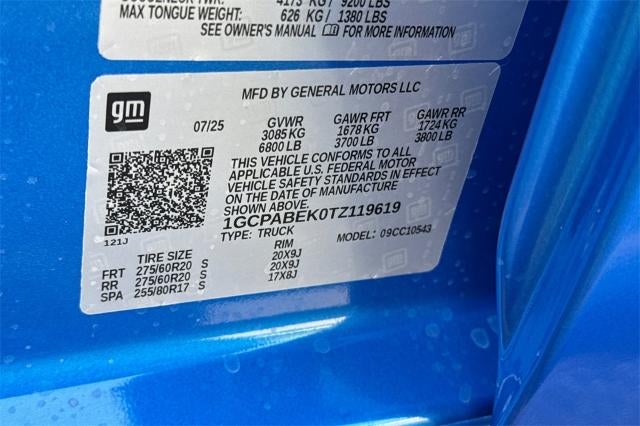 4173 KG / 9200 LBS
MAX TONGUE WEIGHT: 626 KG / 1380 LBS
SEE OWNER'S MANUAL FOR MORE INFORMATION
gm
MFD BY GENERAL MOTORS LLC
07/25 GVWR GAWR FRT GAWR RR
3085 KG 1678 KG 1724 KG
6800 LB 3700 LB 3800 LB
THIS VEHICLE CONFORMS TO ALL
APPLICABLE U.S. FEDERAL MOTOR
VEHICLE SAFETY STANDARDS IN EFFECT
ON THE DATE OF MANUFACTURE
SHOWN ABOVE.
1GCPABEK0TZ119619
TYPE: TRUCK MODEL: 09CC10543
121J
TIRE SIZE RIM
FRT 275/60R20 S 20X9J
RR 275/60R20 S 20X9J
SPA 255/80R17 S 17X8J